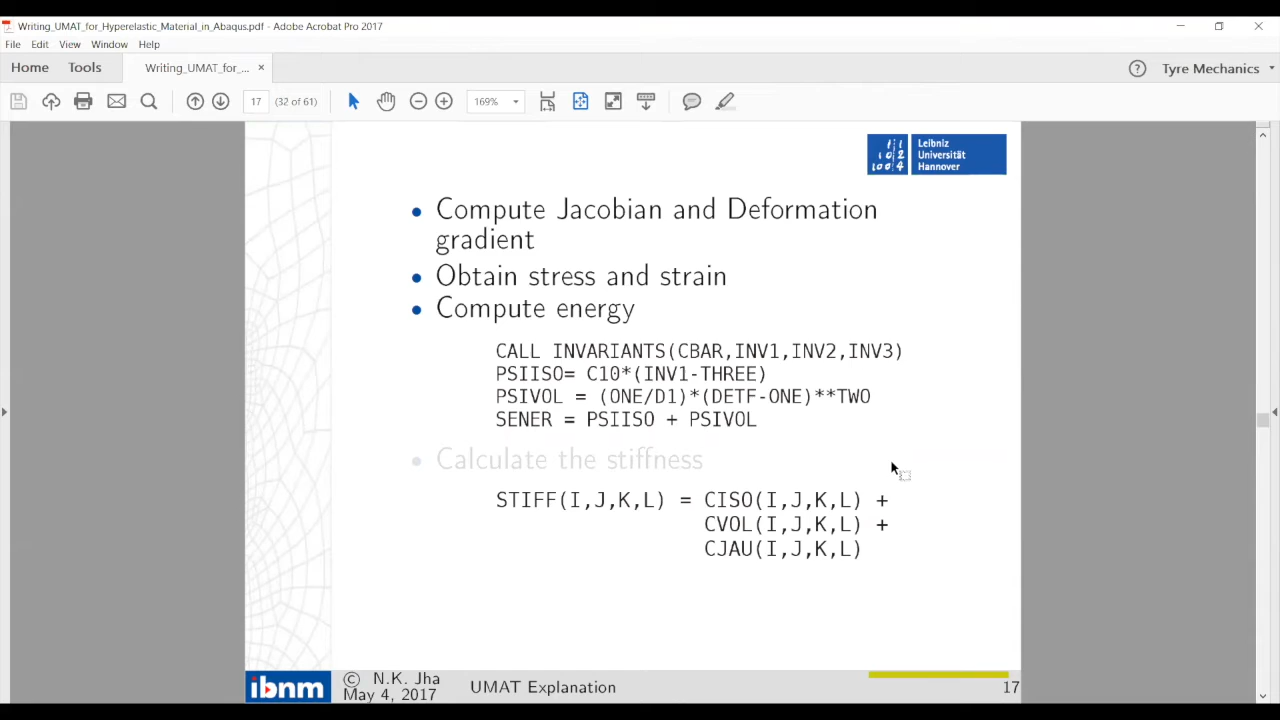 Writing_UMAT_for_Hyperelastic_Material_in_Abaqus.pdf - Adobe Acrobat Pro 2017
File Edit View Window Help
Home Tools Writing_UMAT_for_... × Tyre Mechanics
17 (32 of 61) 169%
Leibniz
Universität
Hannover
• Compute Jacobian and Deformation
gradient
• Obtain stress and strain
• Compute energy
CALL INVARIANTS(CBAR,INV1,INV2,INV3)
PSIISO= C10*(INV1-THREE)
PSIVOL = (ONE/D1)*(DETF-ONE)**TWO
SENER = PSIISO + PSIVOL
• Calculate the stiffness
STIFF(I,J,K,L) = CISO(I,J,K,L) +
CVOL(I,J,K,L) +
CJAU(I,J,K,L)
ibnm
© N.K. Jha
May 4, 2017
UMAT Explanation
17